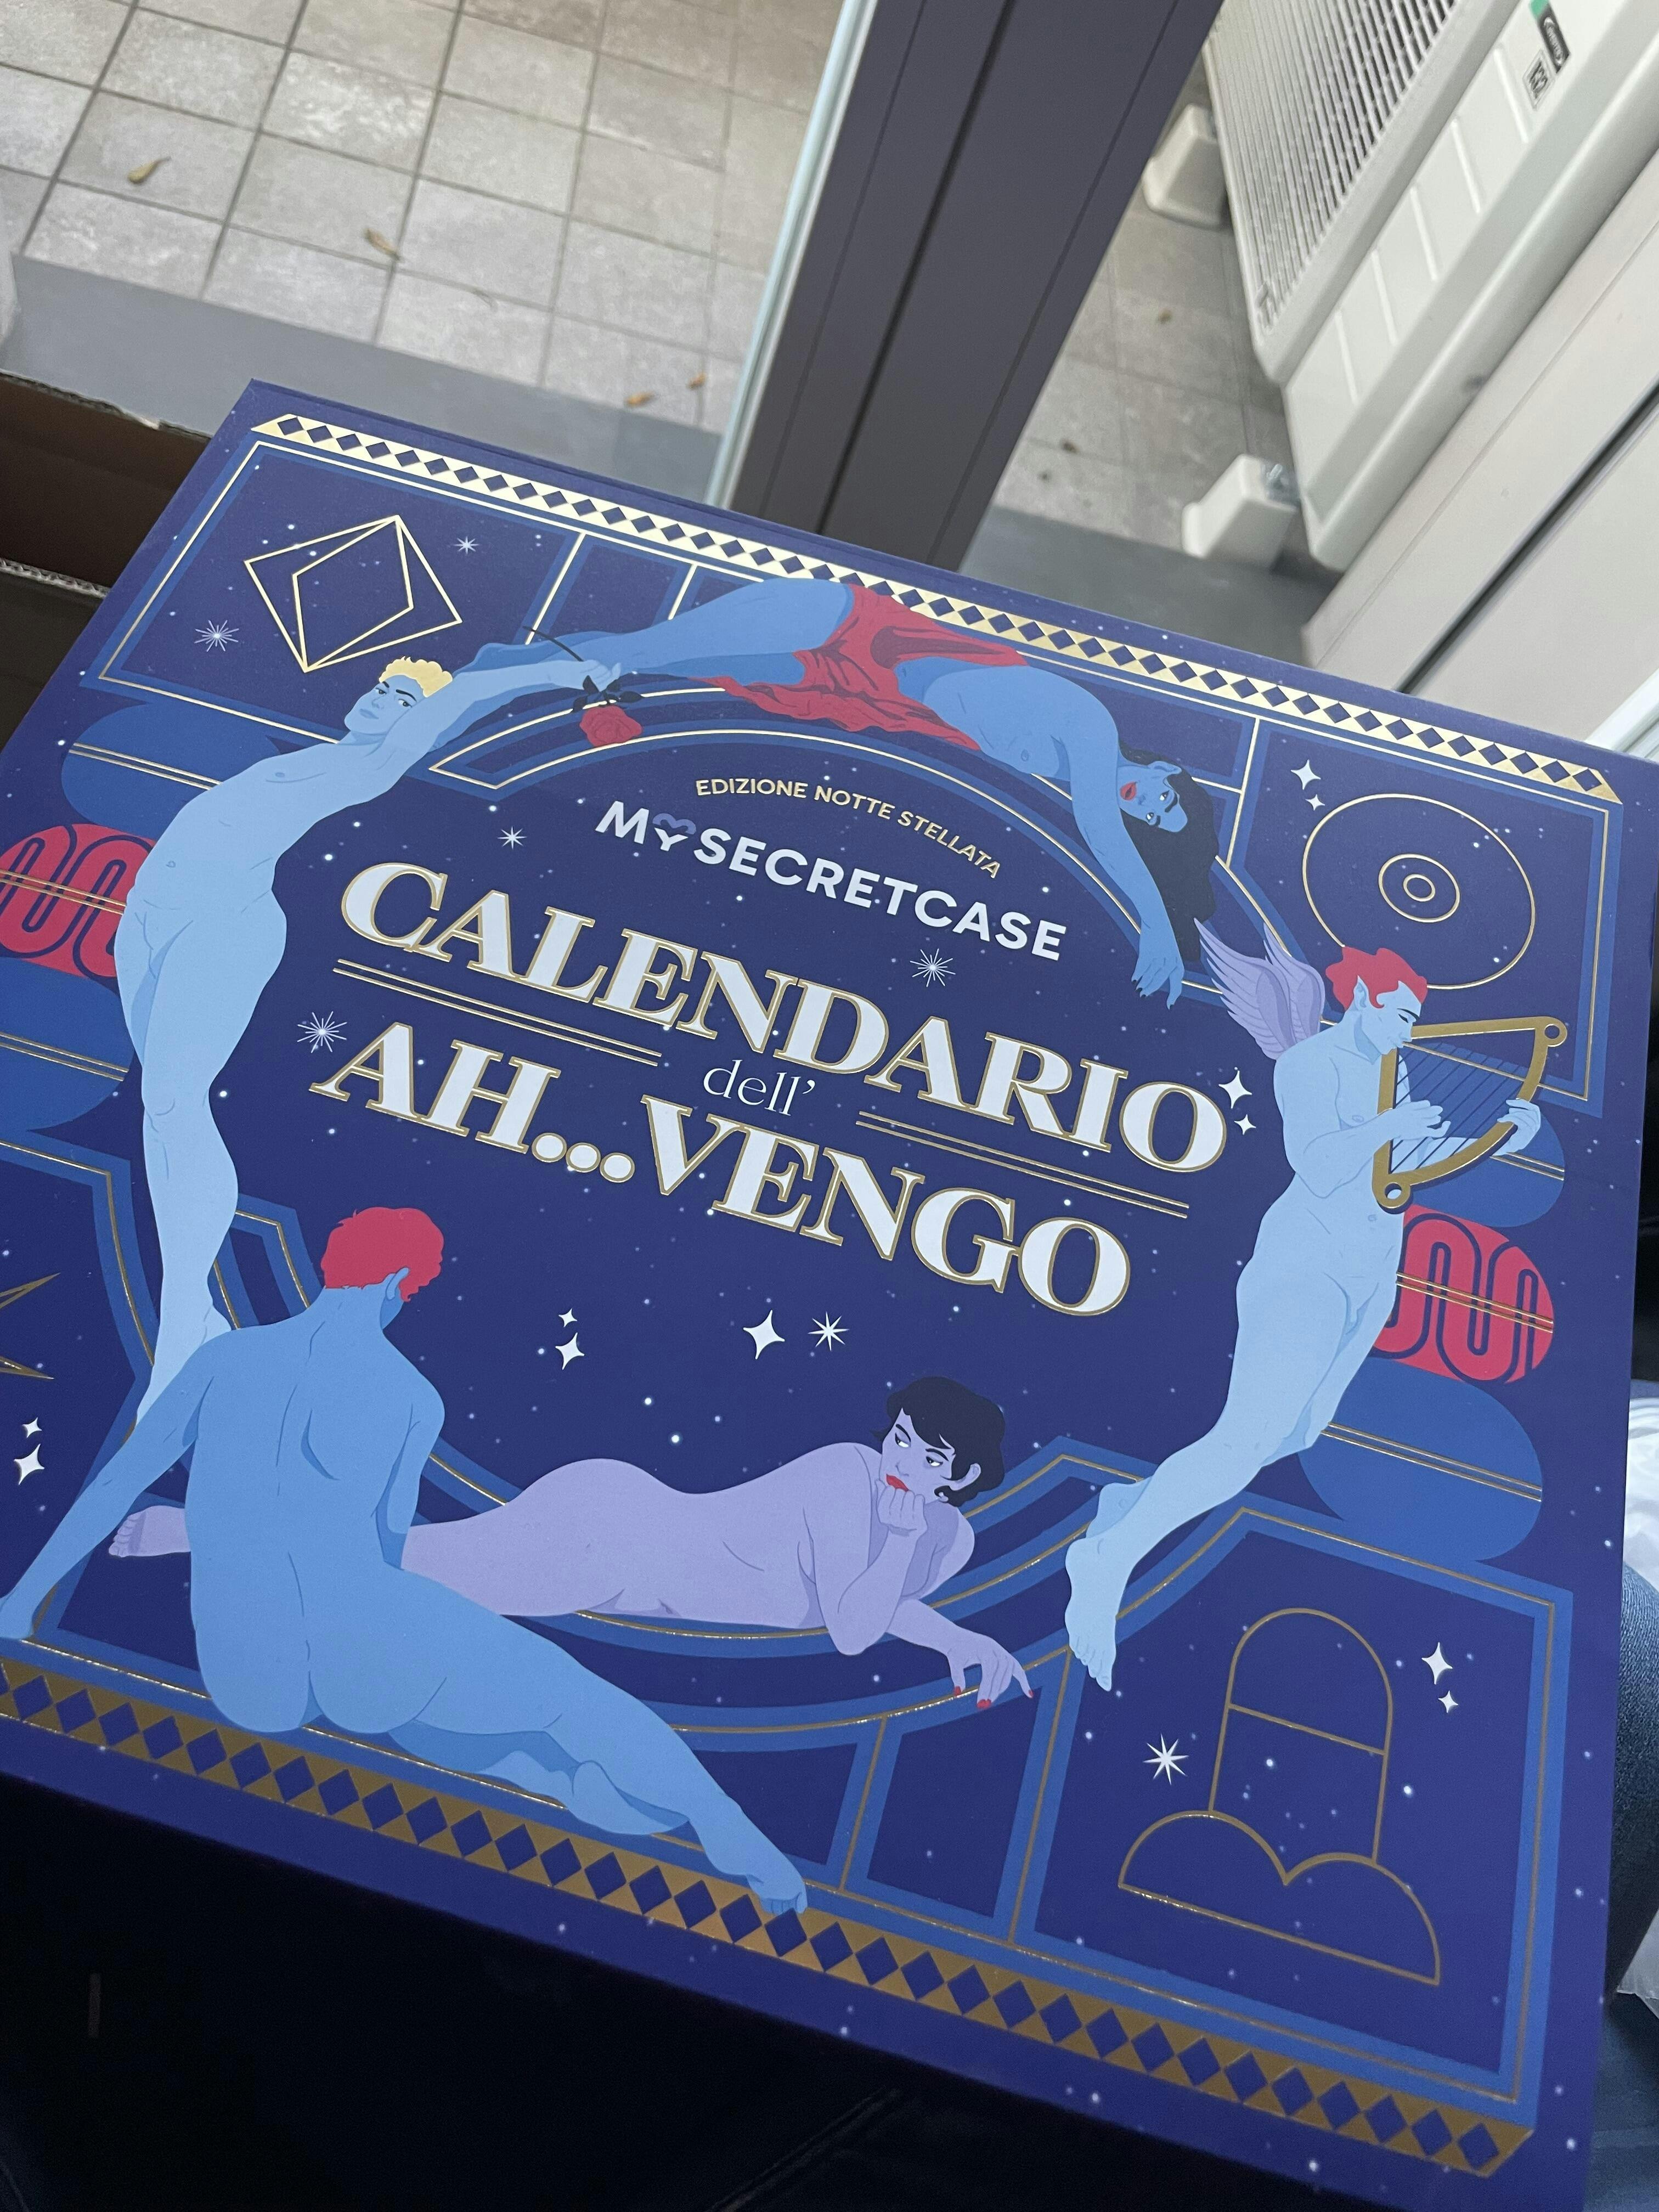 EDIZIONE NOTTE STELLATA
MYSECRETCASE
CALENDARIO
dell'
AH...VENGO